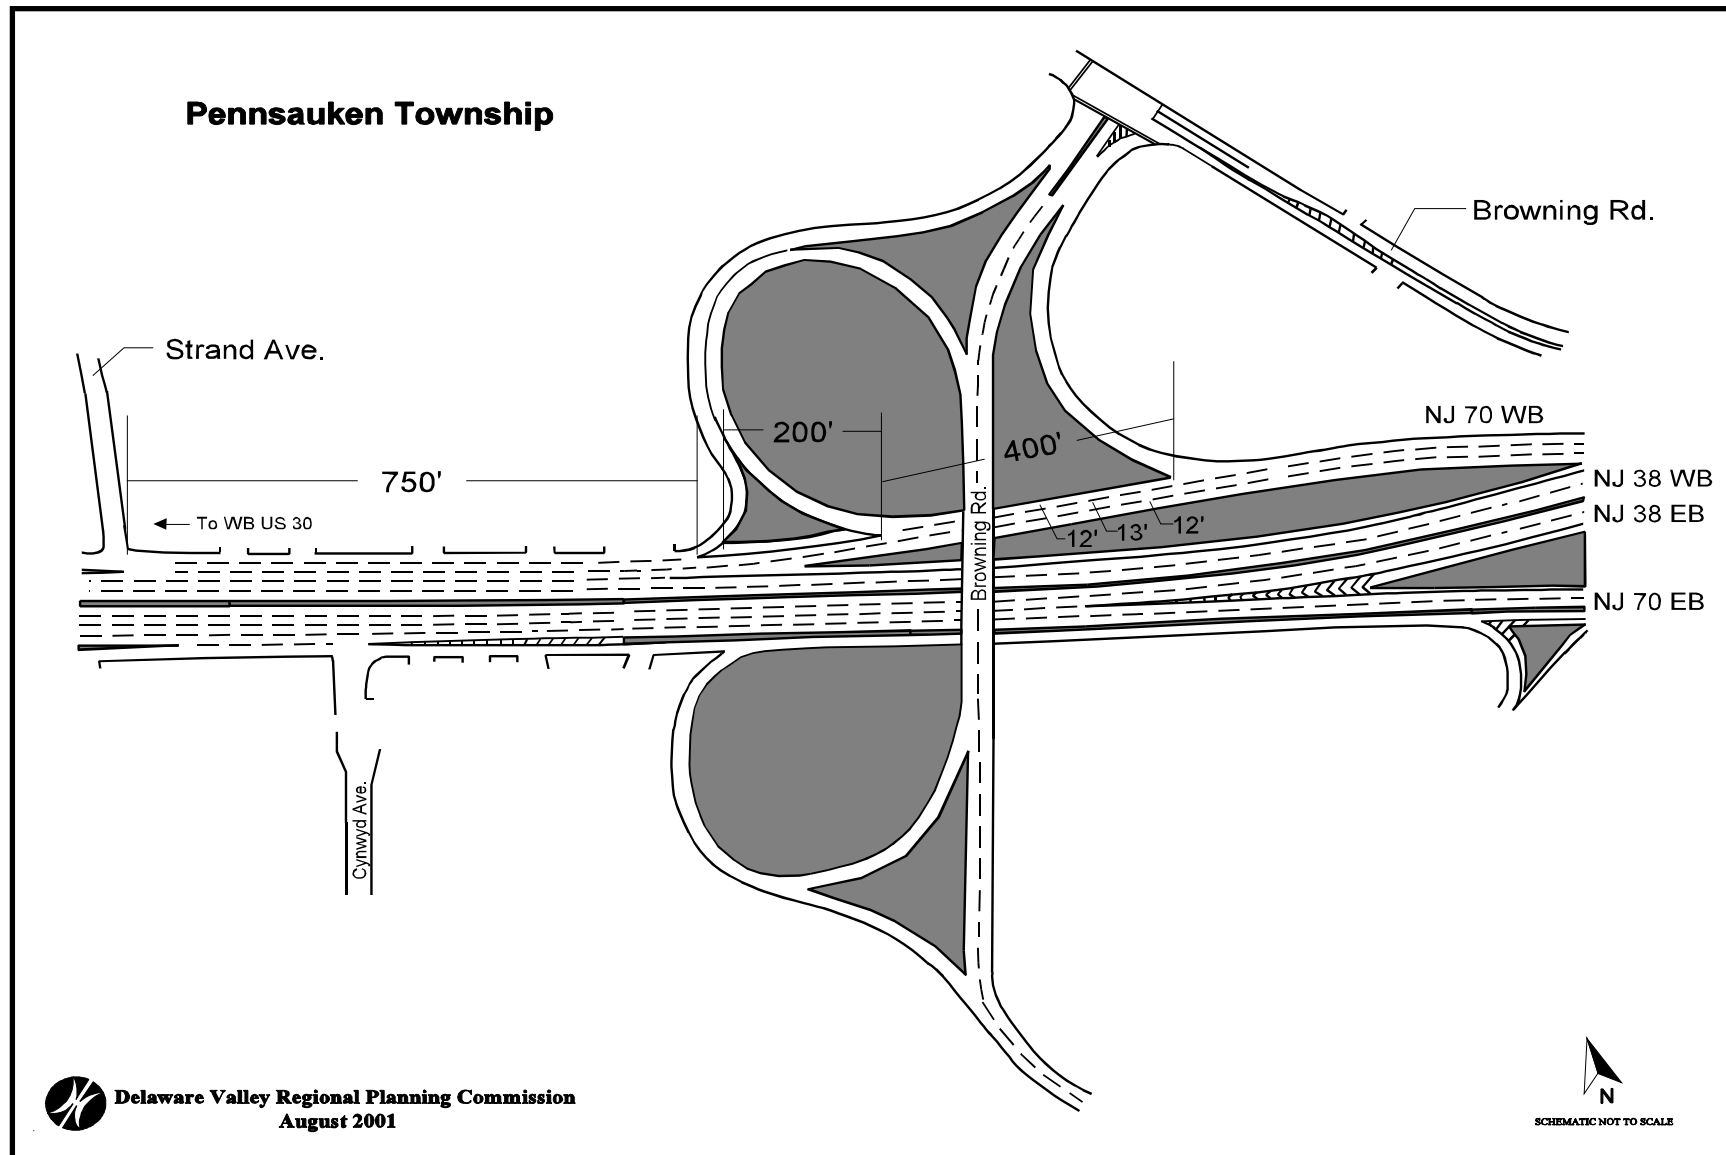 Pennsauken Township
Browning Rd.
Strand Ave.
NJ 70 WB
200'
400'
750'
NJ 38 WB
NJ 38 EB
To WB US 30
12'
13'
12'
Browning Rd.
NJ 70 EB
Cynwyd Ave.
Delaware Valley Regional Planning Commission
August 2001
N
SCHEMATIC NOT TO SCALE